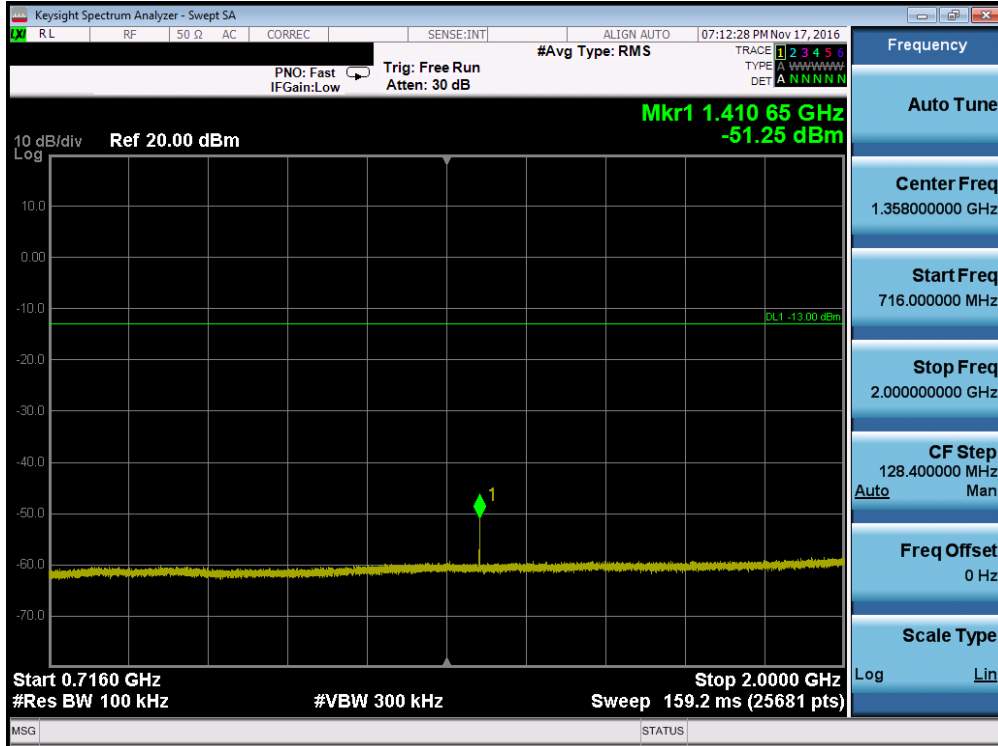 Keysight Spectrum Analyzer - Swept SA
LXI RL RF 50 Ω AC CORREC SENSE:INT ALIGN AUTO 07:12:28 PM Nov 17, 2016
PNO: Fast
IFGain:Low
Trig: Free Run
Atten: 30 dB
#Avg Type: RMS
TRACE 1 2 3 4 5 6
TYPE A WWWWW
DET A N N N N N
Mkr1 1.410 65 GHz
-51.25 dBm
10 dB/div Ref 20.00 dBm
Log
10.0
0.00
-10.0
DL1 -13.00 dBm
-20.0
-30.0
-40.0
1
-50.0
-60.0
-70.0
Start 0.7160 GHz Stop 2.0000 GHz
#Res BW 100 kHz #VBW 300 kHz Sweep 159.2 ms (25681 pts)
MSG STATUS
Frequency
Auto Tune
Center Freq
1.358000000 GHz
Start Freq
716.000000 MHz
Stop Freq
2.000000000 GHz
CF Step
128.400000 MHz
Auto Man
Freq Offset
0 Hz
Scale Type
Log Lin